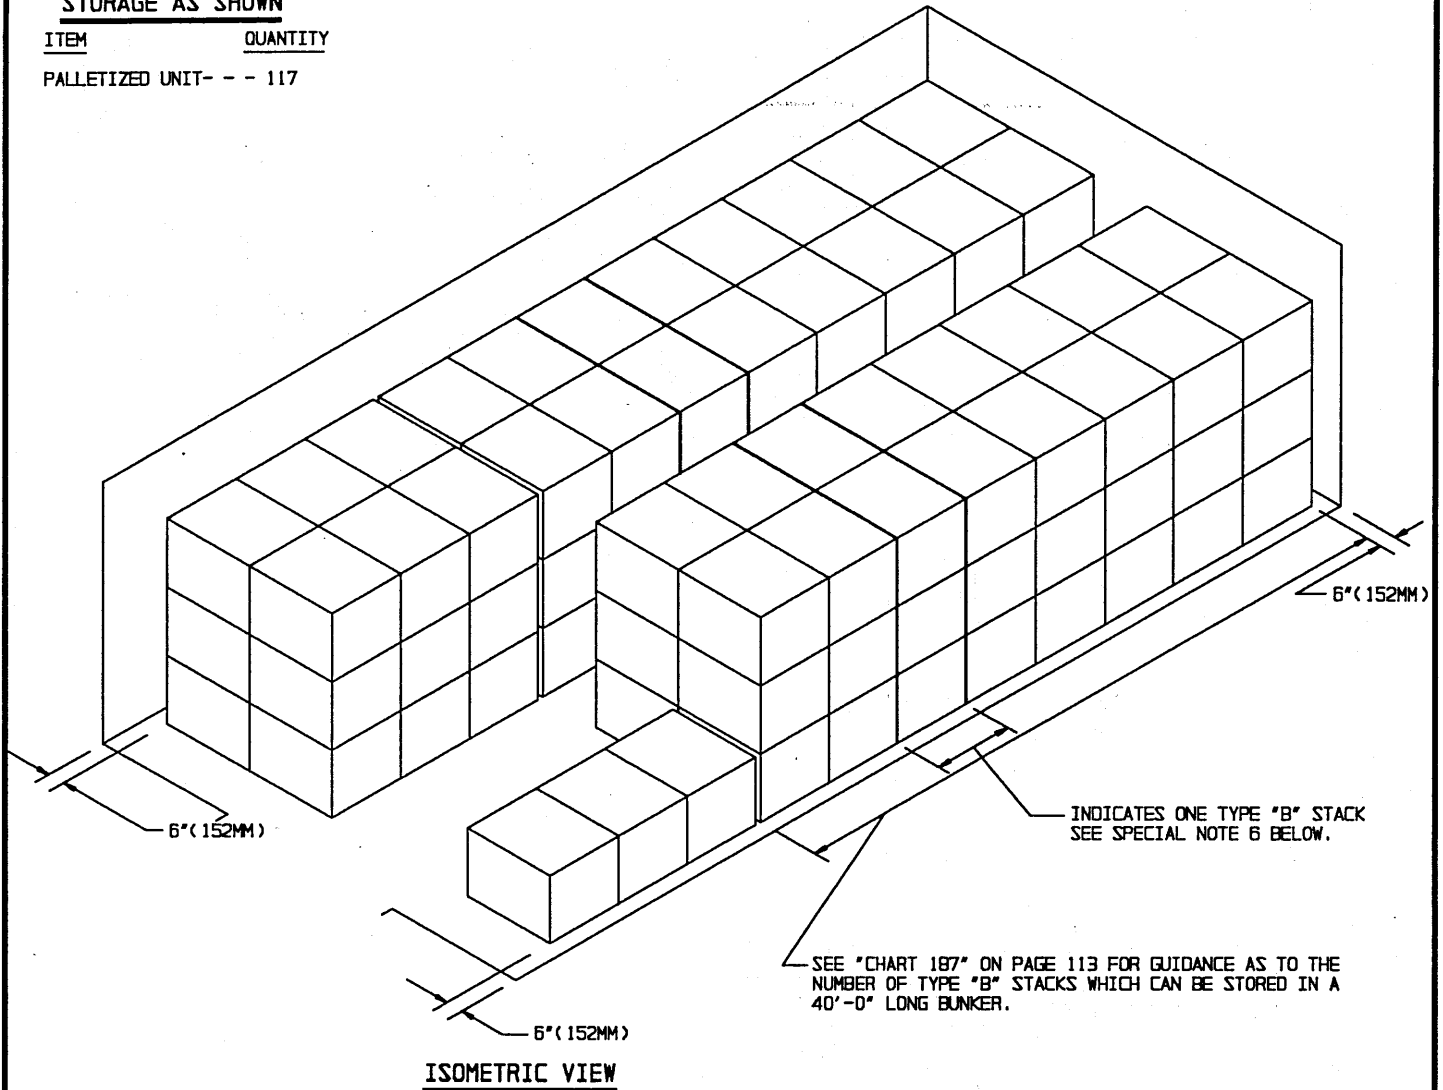 STORAGE AS SHOWN
ITEM QUANTITY
PALLETIZED UNIT- - - 117
6"(152MM)
6"(152MM)
INDICATES ONE TYPE "B" STACK
SEE SPECIAL NOTE 6 BELOW.
SEE "CHART 187" ON PAGE 113 FOR GUIDANCE AS TO THE
NUMBER OF TYPE "B" STACKS WHICH CAN BE STORED IN A
40'-0" LONG BUNKER.
6"(152MM)
ISOMETRIC VIEW